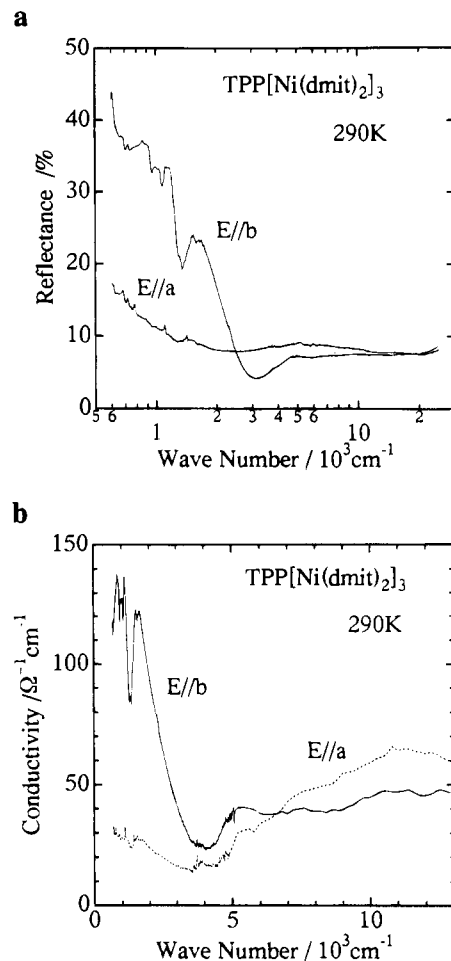 a
50
TPP[Ni(dmit)₂]₃
40
290K
30
Reflectance /%
E//b
20
E//a
10
0
5 6 1 2 3 4 5 6 10 20
Wave Number / 10³cm⁻¹
b
150
TPP[Ni(dmit)₂]₃
290K
100
Conductivity /Ω⁻¹cm⁻¹
E//b
E//a
50
0
0 5 10
Wave Number / 10³cm⁻¹